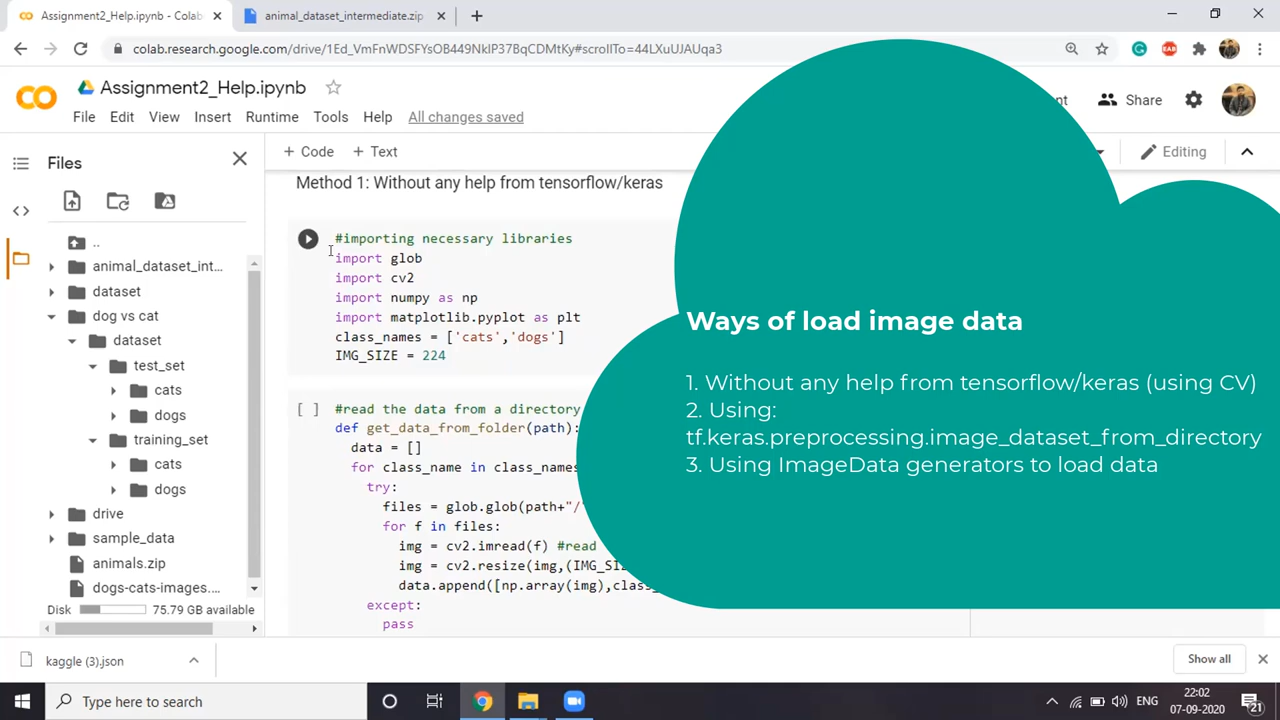 Assignment2_Help.ipynb - Colab
animal_dataset_intermediate.zip
colab.research.google.com/drive/1Ed_VmFnWDSFYsOB449NkIP37BqCDMtKy#scrollTo=44LXuUJAUqa3
Assignment2_Help.ipynb
Share
File Edit View Insert Runtime Tools Help All changes saved
Files
+ Code + Text
Editing
Method 1: Without any help from tensorflow/keras
..
animal_dataset_int...
dataset
dog vs cat
dataset
test_set
cats
dogs
training_set
cats
dogs
drive
sample_data
animals.zip
dogs-cats-images....
Disk 75.79 GB available
#importing necessary libraries
import glob
import cv2
import numpy as np
import matplotlib.pyplot as plt
class_names = ['cats','dogs']
IMG_SIZE = 224
[ ] #read the data from a directory
def get_data_from_folder(path):
data = []
for class_name in class_names
try:
files = glob.glob(path+"/
for f in files:
img = cv2.imread(f) #read
img = cv2.resize(img,(IMG_SIZ
data.append([np.array(img),class_
except:
pass
Ways of load image data
1. Without any help from tensorflow/keras (using CV)
2. Using:
tf.keras.preprocessing.image_dataset_from_directory
3. Using ImageData generators to load data
kaggle (3).json
Show all
Type here to search
ENG
22:02
07-09-2020
21